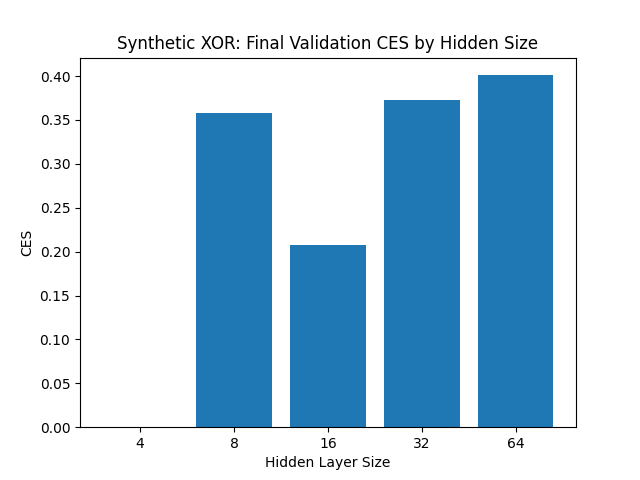 Synthetic XOR: Final Validation CES by Hidden Size
0.40
0.35
0.30
0.25
0.20
0.15
0.10
0.05
0.00
CES
4 8 16 32 64
Hidden Layer Size